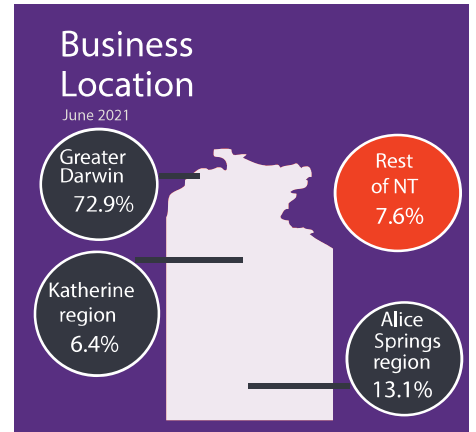 Business
Location
June 2021
Greater
Darwin
72.9%
Rest
of NT
7.6%
Katherine
region
6.4%
Alice
Springs
region
13.1%